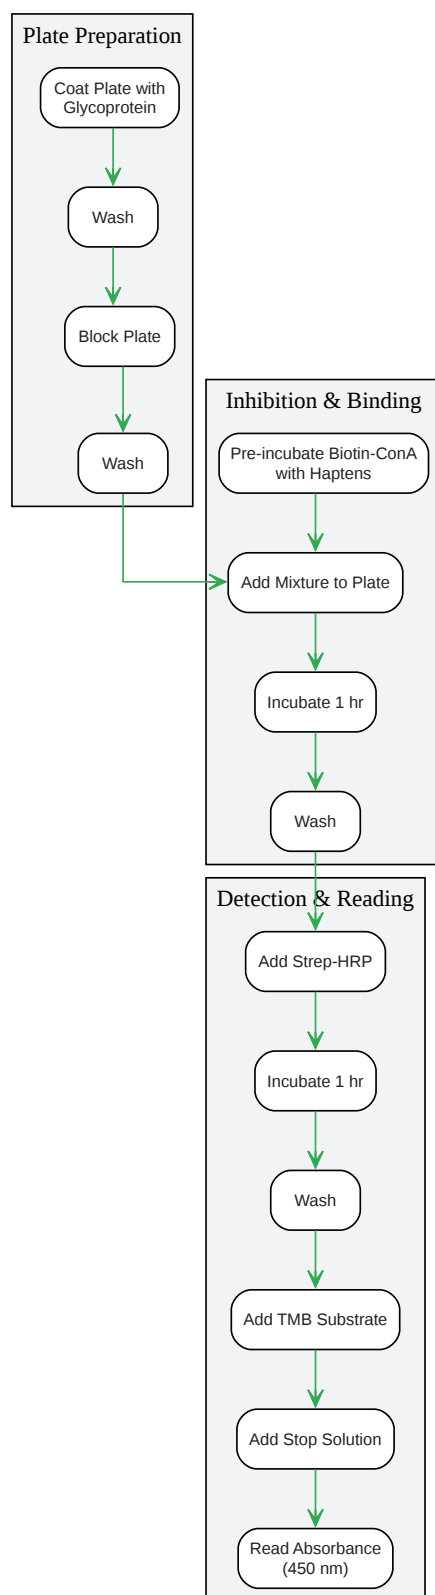 Plate Preparation
Coat Plate with
Glycoprotein
Wash
Block Plate
Wash
Inhibition & Binding
Pre-incubate Biotin-ConA
with Haptens
Add Mixture to Plate
Incubate 1 hr
Wash
Detection & Reading
Add Strep-HRP
Incubate 1 hr
Wash
Add TMB Substrate
Add Stop Solution
Read Absorbance
(450 nm)